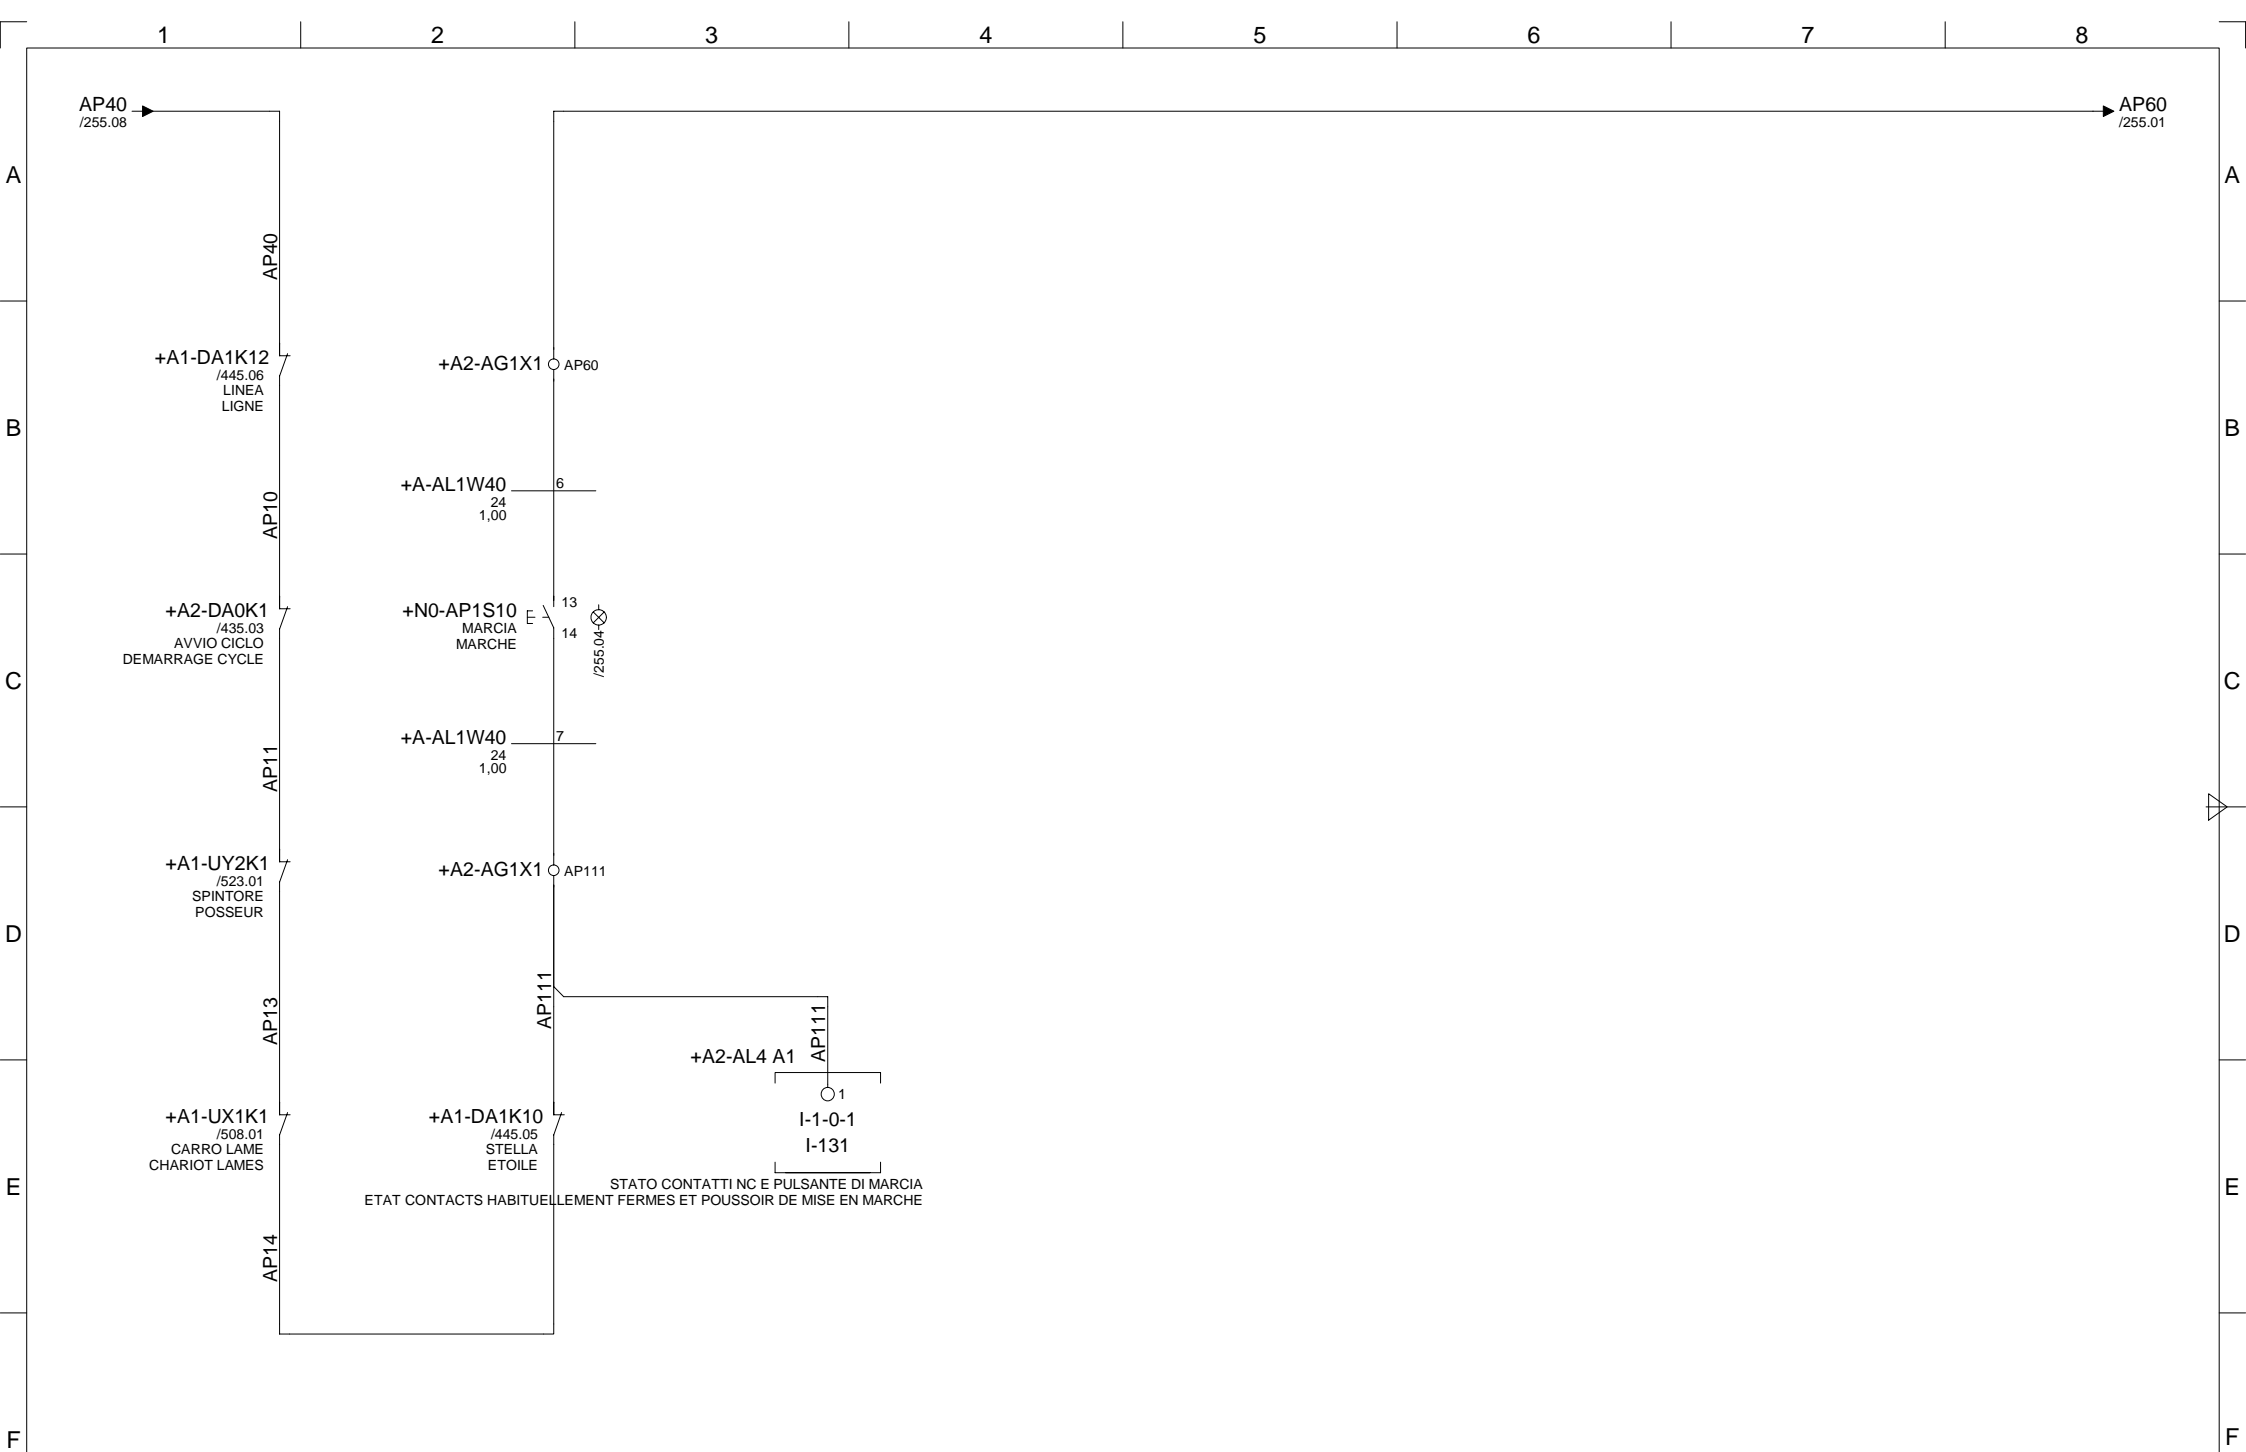 1 2 3 4 5 6 7 8
AP40
/255.08
AP60
/255.01
A
A
AP40
+A1-DA1K12
/445.06
LINEA
LIGNE
+A2-AG1X1 AP60
B
B
+A-AL1W40 6
24
1,00
AP10
+A2-DA0K1
/435.03
AVVIO CICLO
DEMARRAGE CYCLE
+N0-AP1S10
MARCIA
MARCHE
13
14
/255.04
C
C
+A-AL1W40 7
24
1,00
AP11
+A1-UY2K1
/523.01
SPINTORE
POSSEUR
+A2-AG1X1 AP111
D
D
AP13
AP111
AP111
+A2-AL4 A1
1
I-1-0-1
I-131
+A1-UX1K1
/508.01
CARRO LAME
CHARIOT LAMES
+A1-DA1K10
/445.05
STELLA
ETOILE
STATO CONTATTI NC E PULSANTE DI MARCIA
ETAT CONTACTS HABITUELLEMENT FERMES ET POUSSOIR DE MISE EN MARCHE
E
E
AP14
F
F